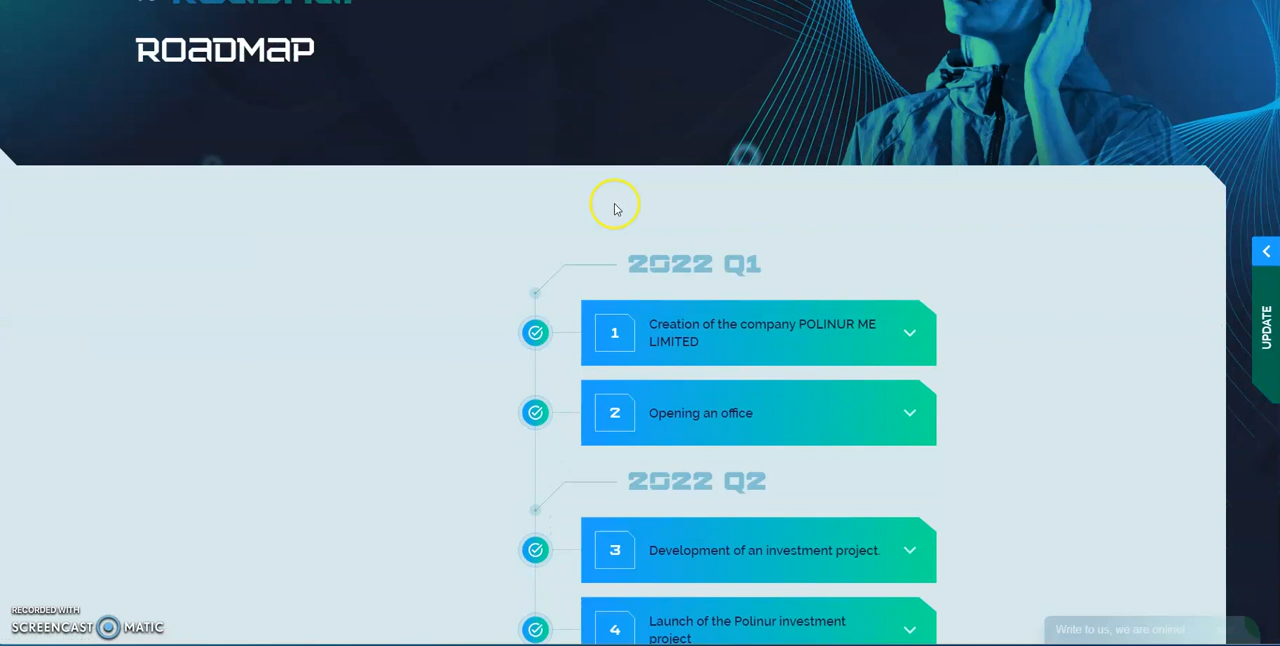 ROADMAP
ROADMAP
2022 Q1
1
Creation of the company POLINUR ME
LIMITED
2
Opening an office
2022 Q2
3
Development of an investment project.
4
Launch of the Polinur investment
project
UPDATE
RECORDED WITH
SCREENCAST MATIC
Write to us, we are online!